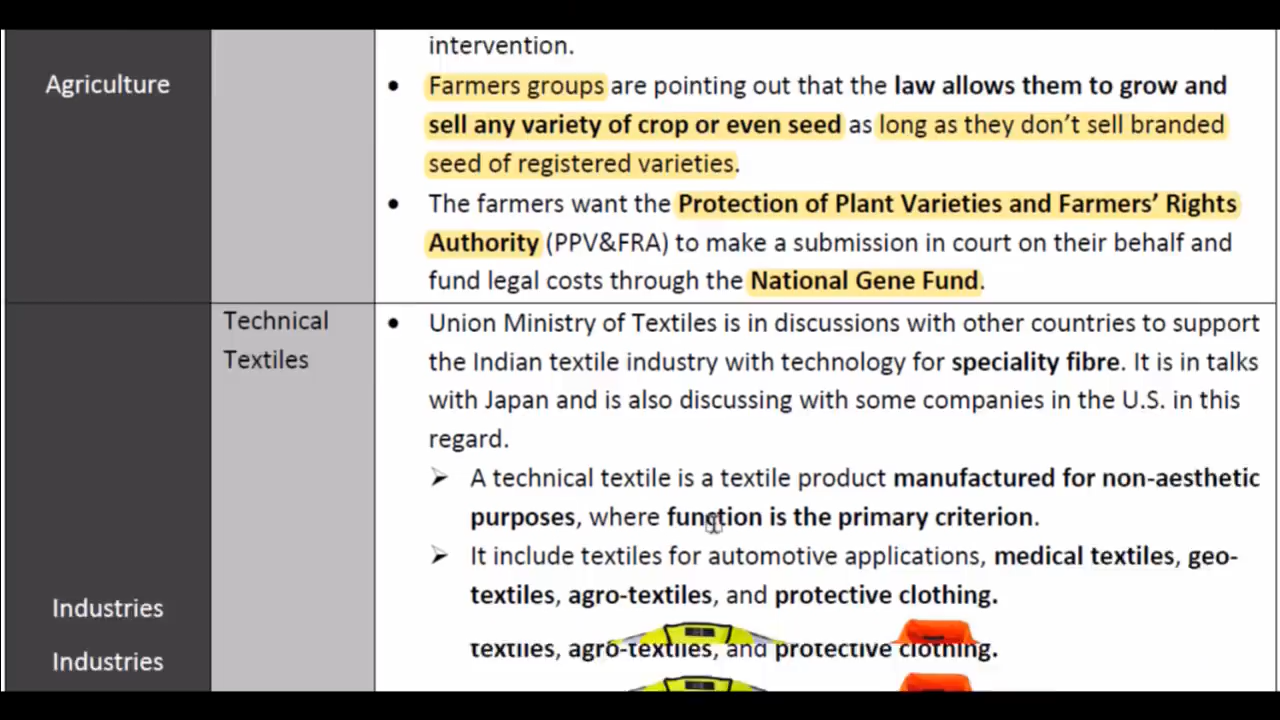 intervention.
Agriculture
• Farmers groups are pointing out that the law allows them to grow and
sell any variety of crop or even seed as long as they don’t sell branded
seed of registered varieties.
• The farmers want the Protection of Plant Varieties and Farmers’ Rights
Authority (PPV&FRA) to make a submission in court on their behalf and
fund legal costs through the National Gene Fund.
Technical
Textiles
• Union Ministry of Textiles is in discussions with other countries to support
the Indian textile industry with technology for speciality fibre. It is in talks
with Japan and is also discussing with some companies in the U.S. in this
regard.
➢ A technical textile is a textile product manufactured for non-aesthetic
purposes, where function is the primary criterion.
➢ It include textiles for automotive applications, medical textiles, geo-
textiles, agro-textiles, and protective clothing.
Industries
textiles, agro-textiles, and protective clothing.
Industries